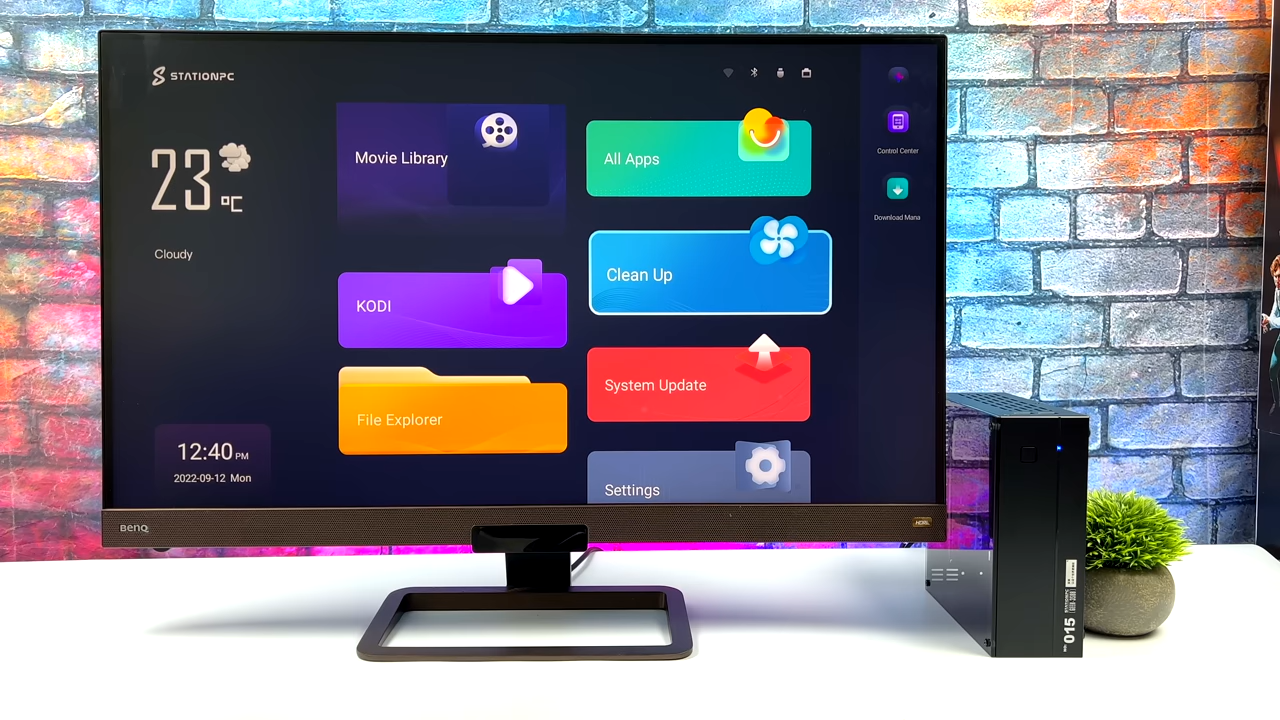 STATIONPC
23 °C
Cloudy
12:40 PM
2022-09-12 Mon
Movie Library
KODI
File Explorer
All Apps
Clean Up
System Update
Settings
Control Center
Download Mana
BenQ
HDRi
STATIONPC
015